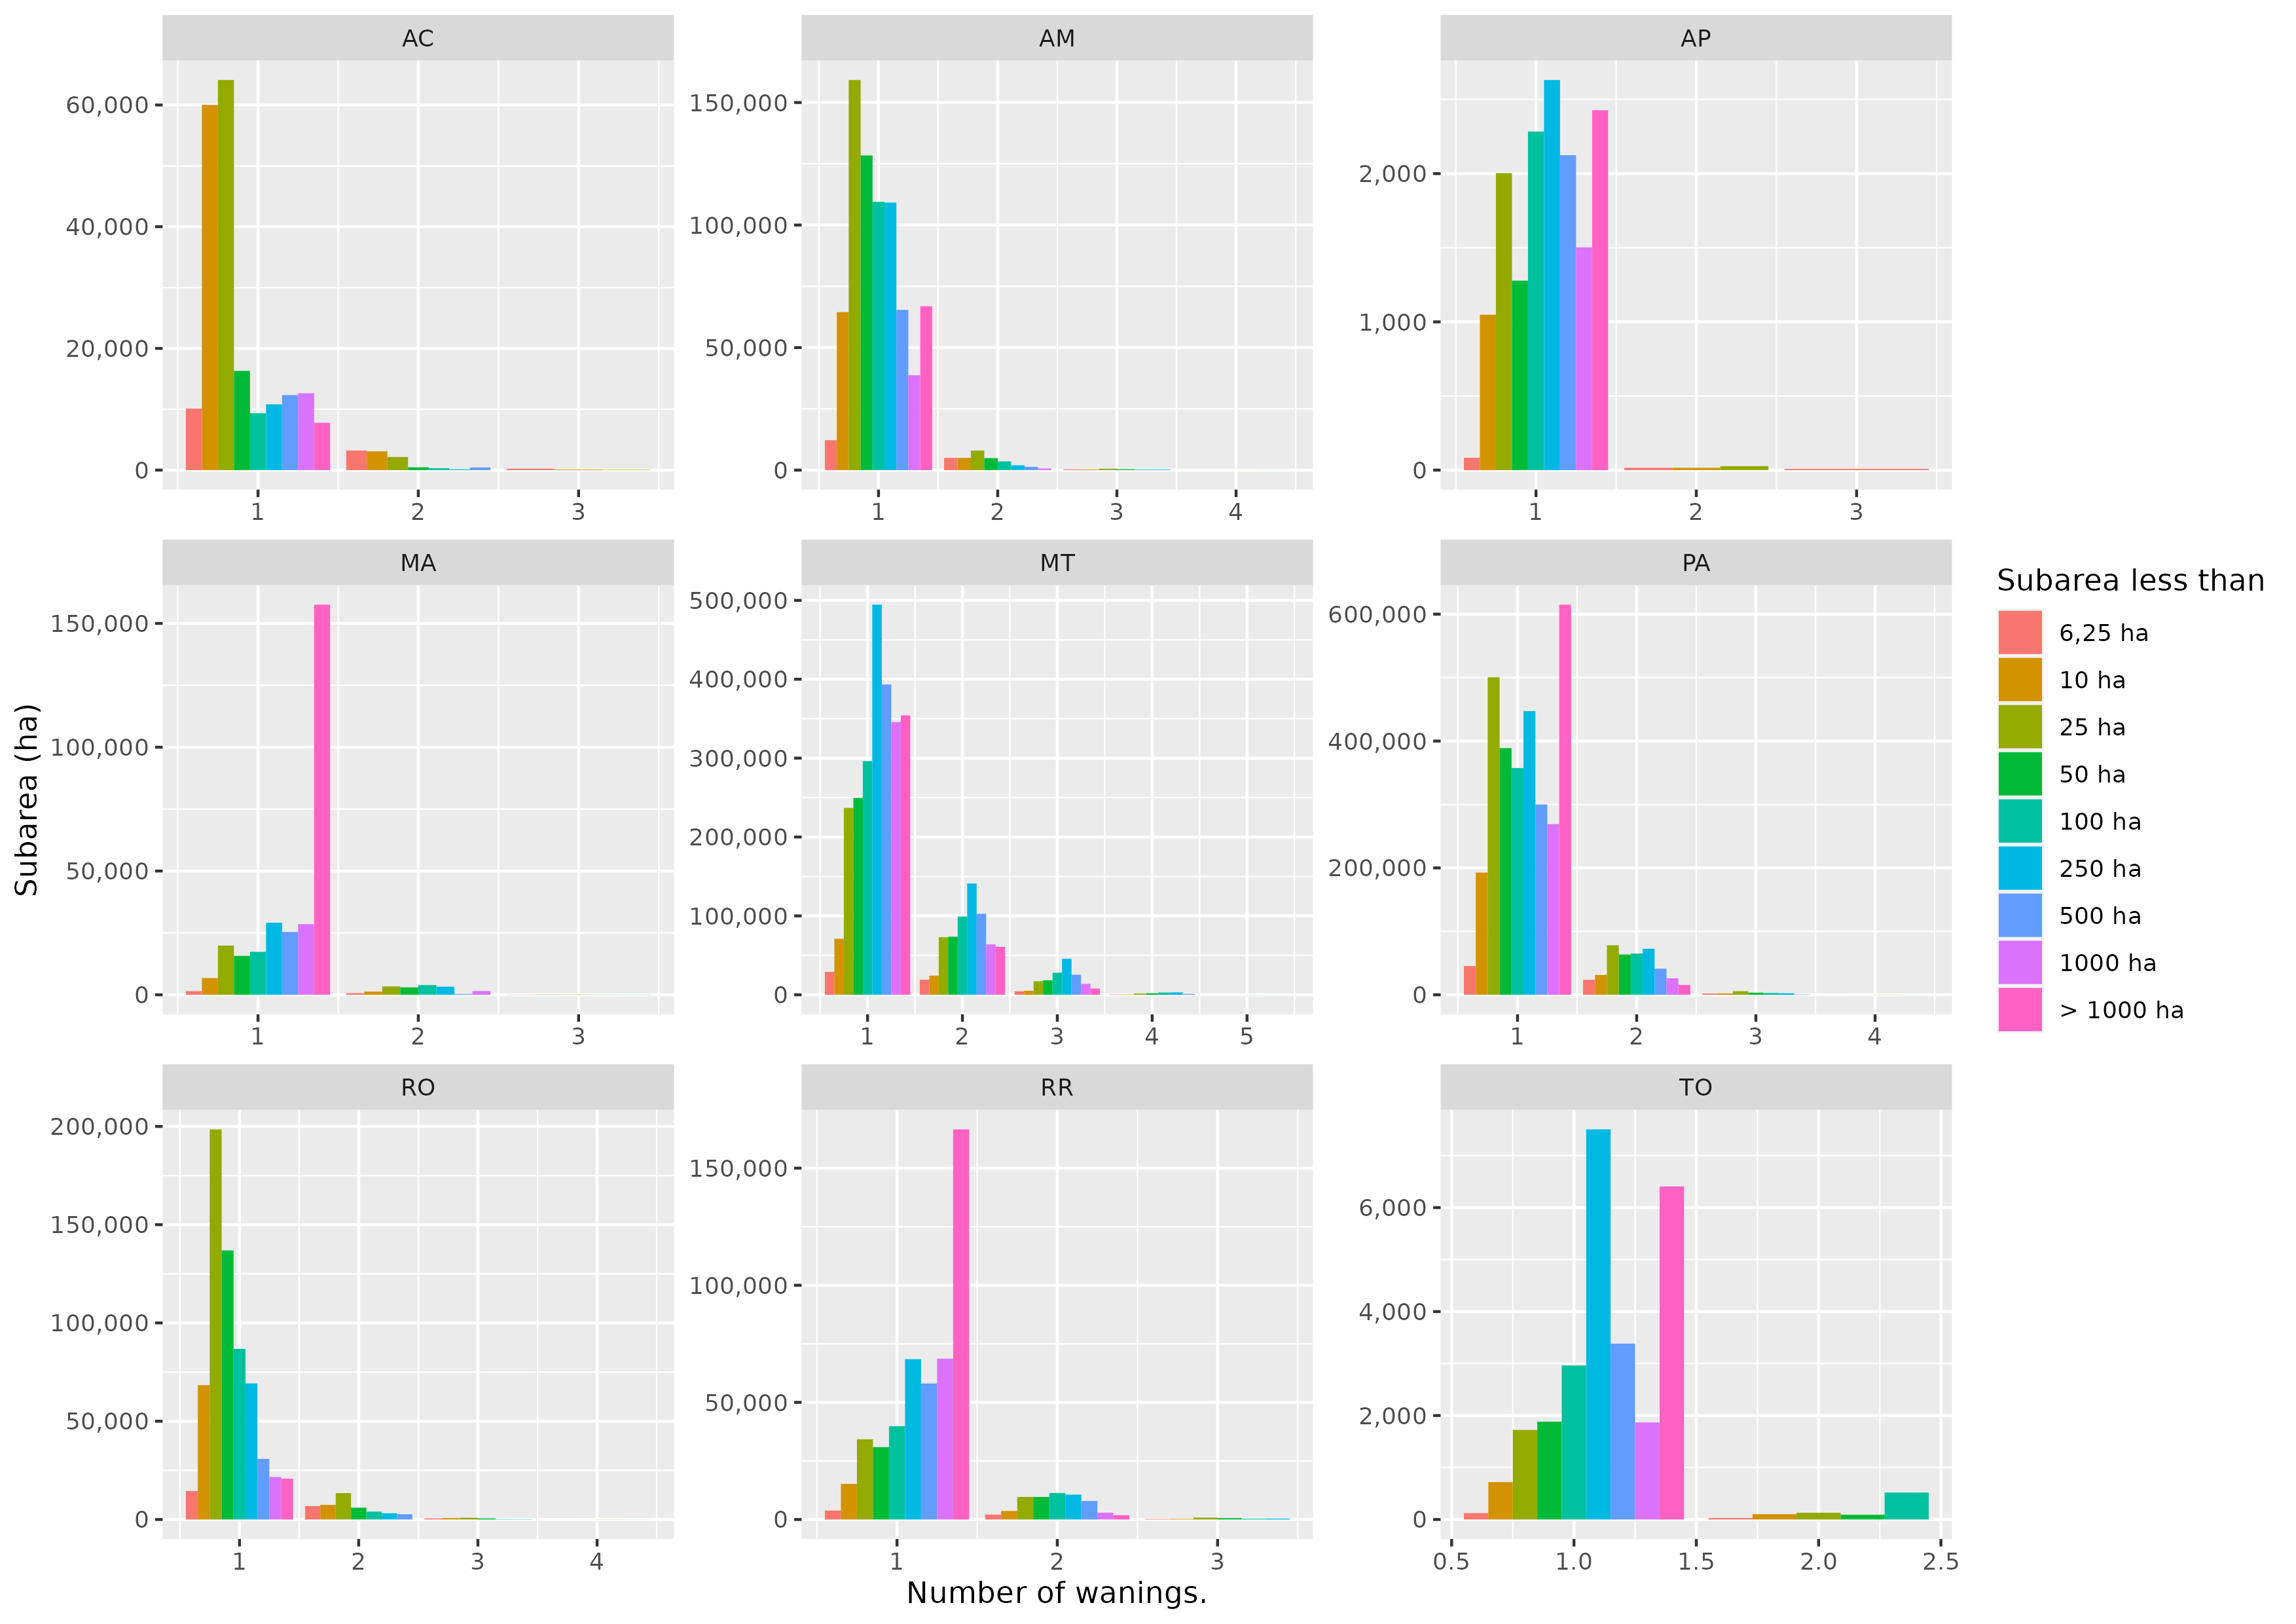 AC
60,000
40,000
20,000
0
1 2 3
AM
150,000
100,000
50,000
0
1 2 3 4
AP
2,000
1,000
0
1 2 3
MA
150,000
100,000
50,000
0
1 2 3
MT
500,000
400,000
300,000
200,000
100,000
0
1 2 3 4 5
PA
600,000
400,000
200,000
0
1 2 3 4
RO
200,000
150,000
100,000
50,000
0
1 2 3 4
RR
150,000
100,000
50,000
0
1 2 3
TO
6,000
4,000
2,000
0
0.5 1.0 1.5 2.0 2.5
Subarea (ha)
Number of wanings.
Subarea less than
6,25 ha
10 ha
25 ha
50 ha
100 ha
250 ha
500 ha
1000 ha
> 1000 ha